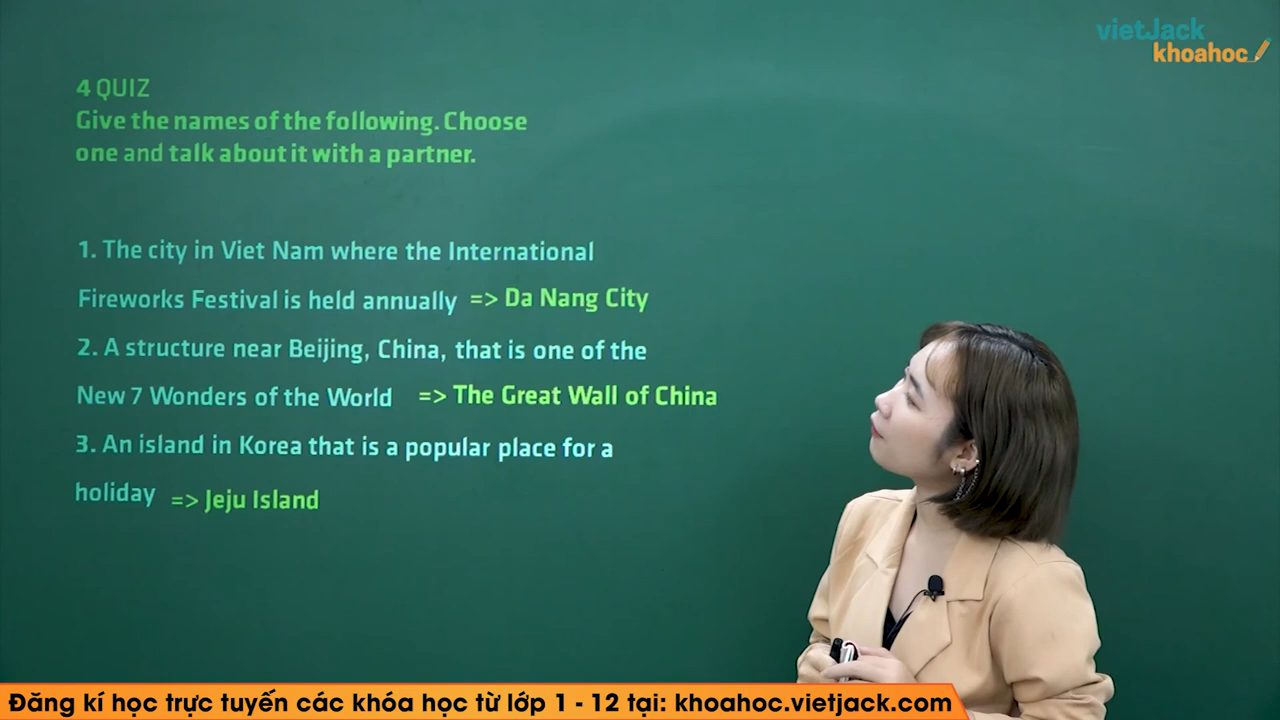 vietJack
khoahoc
4 QUIZ
Give the names of the following. Choose
one and talk about it with a partner.
1. The city in Viet Nam where the International
Fireworks Festival is held annually => Da Nang City
2. A structure near Beijing, China, that is one of the
New 7 Wonders of the World => The Great Wall of China
3. An island in Korea that is a popular place for a
holiday => Jeju Island
Đăng kí học trực tuyến các khóa học từ lớp 1 - 12 tại: khoahoc.vietjack.com